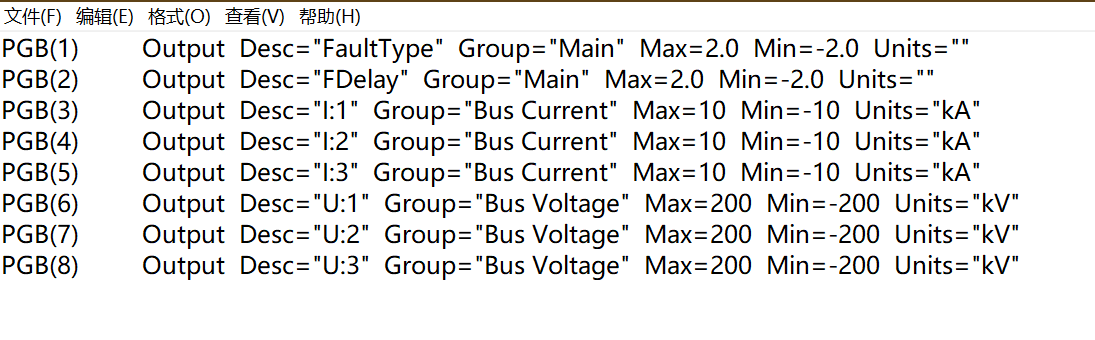 文件(F) 编辑(E) 格式(O) 查看(V) 帮助(H)
PGB(1) Output Desc="FaultType" Group="Main" Max=2.0 Min=-2.0 Units=""
PGB(2) Output Desc="FDelay" Group="Main" Max=2.0 Min=-2.0 Units=""
PGB(3) Output Desc="I:1" Group="Bus Current" Max=10 Min=-10 Units="kA"
PGB(4) Output Desc="I:2" Group="Bus Current" Max=10 Min=-10 Units="kA"
PGB(5) Output Desc="I:3" Group="Bus Current" Max=10 Min=-10 Units="kA"
PGB(6) Output Desc="U:1" Group="Bus Voltage" Max=200 Min=-200 Units="kV"
PGB(7) Output Desc="U:2" Group="Bus Voltage" Max=200 Min=-200 Units="kV"
PGB(8) Output Desc="U:3" Group="Bus Voltage" Max=200 Min=-200 Units="kV"